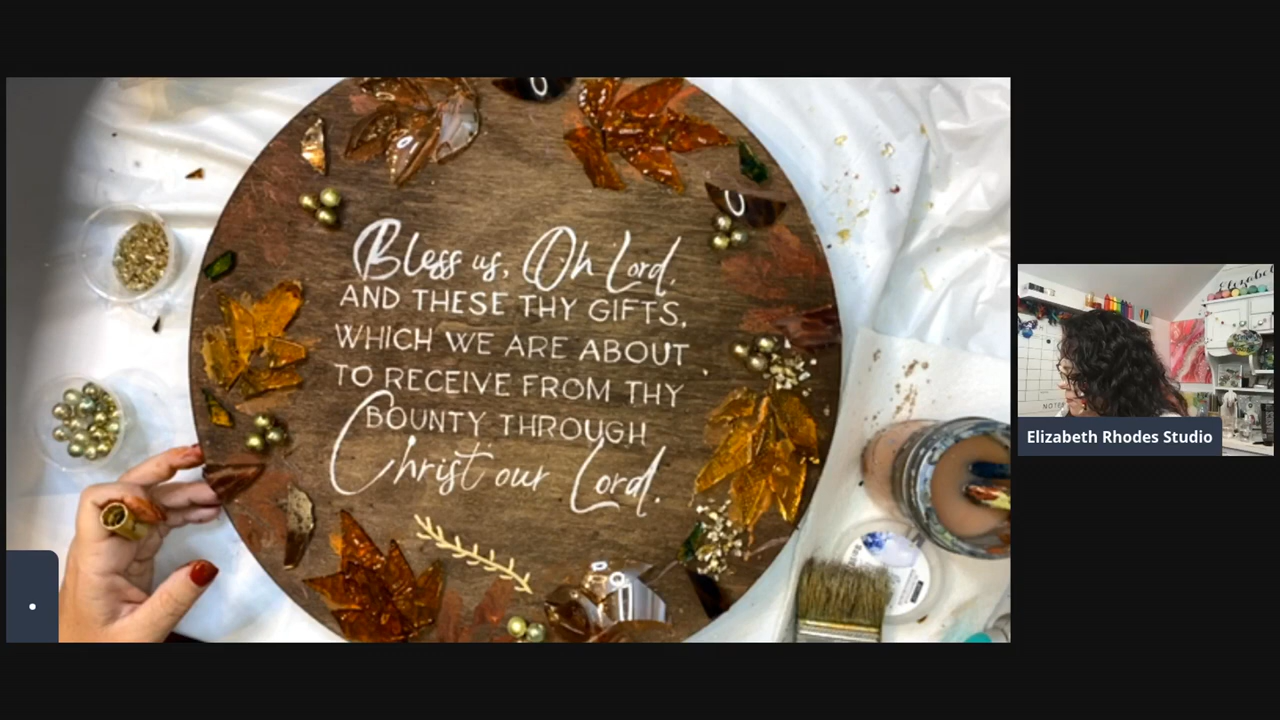 Bless us, Oh Lord,
AND THESE THY GIFTS,
WHICH WE ARE ABOUT
TO RECEIVE FROM THY
BOUNTY THROUGH
Christ our Lord.
Elizabeth Rhodes Studio